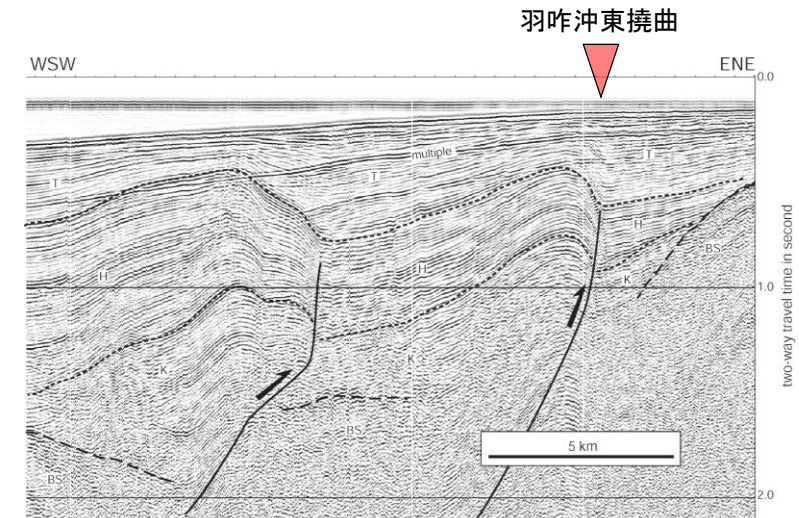 羽咋沖東撓曲
WSW
ENE
0.0
multiple
T
T
T
H
H
H
BS
K
1.0
K
K
BS
BS
5 km
2.0
two-way travel time in second